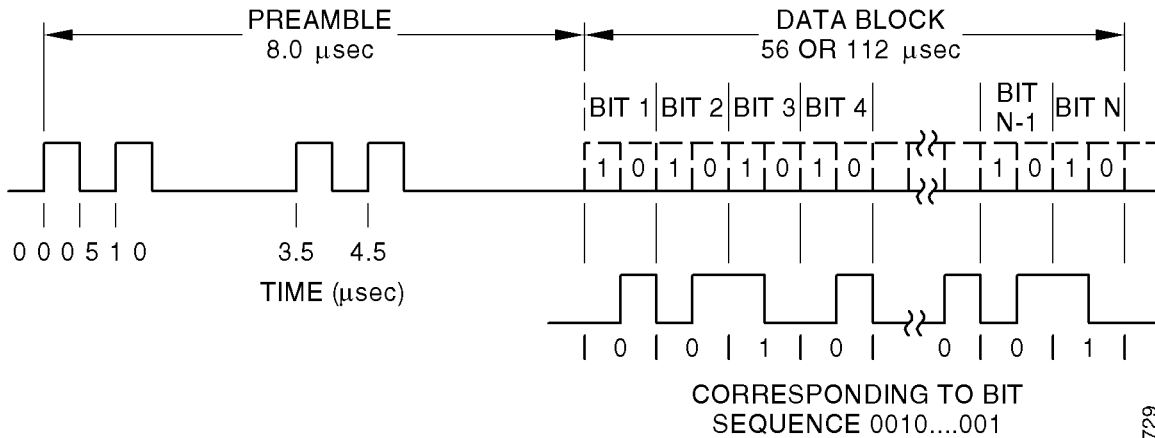 PREAMBLE
8.0 μsec
DATA BLOCK
56 OR 112 μsec
BIT 1 BIT 2 BIT 3 BIT 4 BIT N-1 BIT N
1 0 1 0 1 0 1 0 1 0 1 0
0 0 0 5 1 0 3.5 4.5
TIME (μsec)
0 0 1 0 0 0 1
CORRESPONDING TO BIT
SEQUENCE 0010....001
729